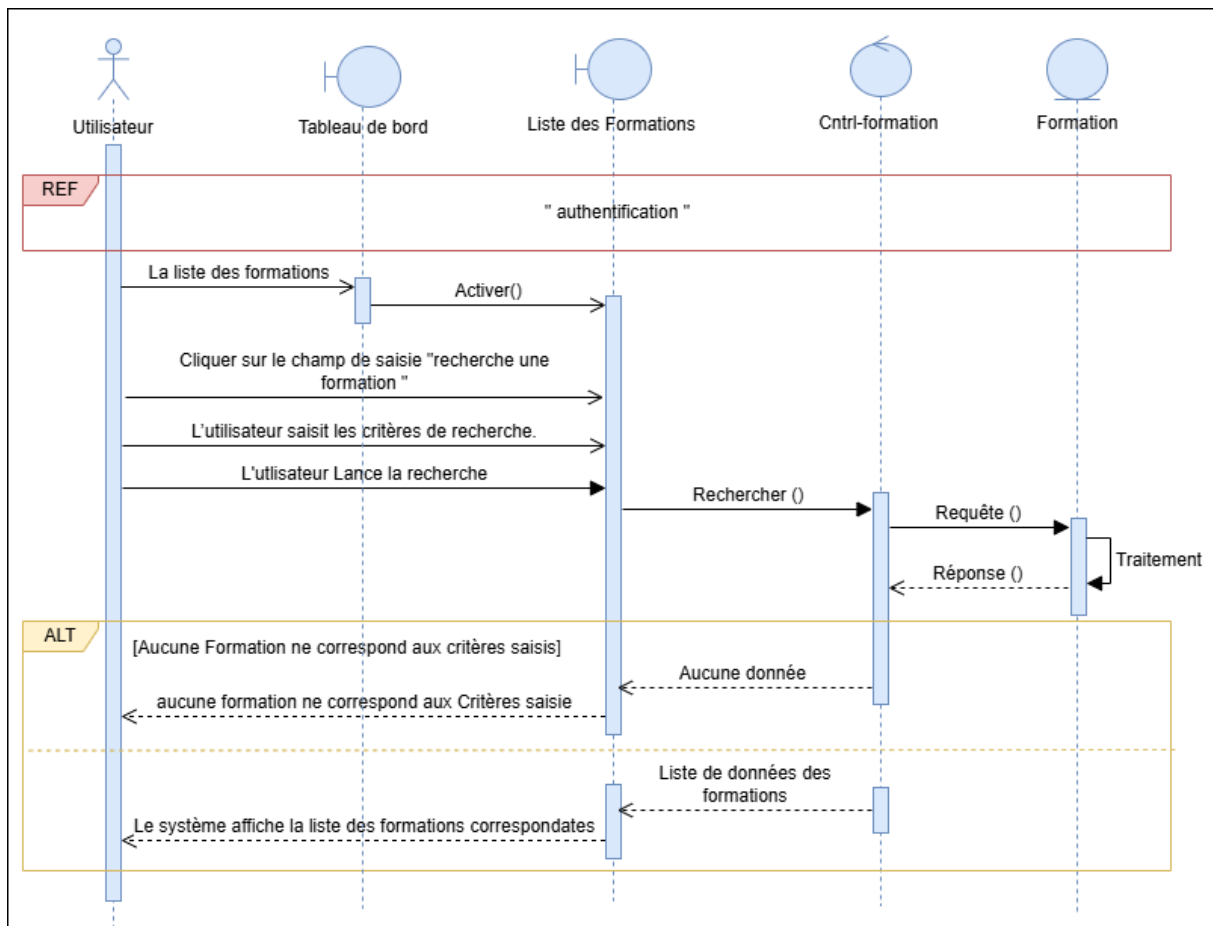 Utilisateur
Tableau de bord
Liste des Formations
Cntrl-formation
Formation
REF
" authentification "
La liste des formations
Activer()
Cliquer sur le champ de saisie "recherche une
formation "
L'utilisateur saisit les critères de recherche.
L'utlisateur Lance la recherche
Rechercher ()
Requête ()
Traitement
Réponse ()
ALT
[Aucune Formation ne correspond aux critères saisis]
Aucune donnée
aucune formation ne correspond aux Critères saisie
Liste de données des
formations
Le système affiche la liste des formations correspondates